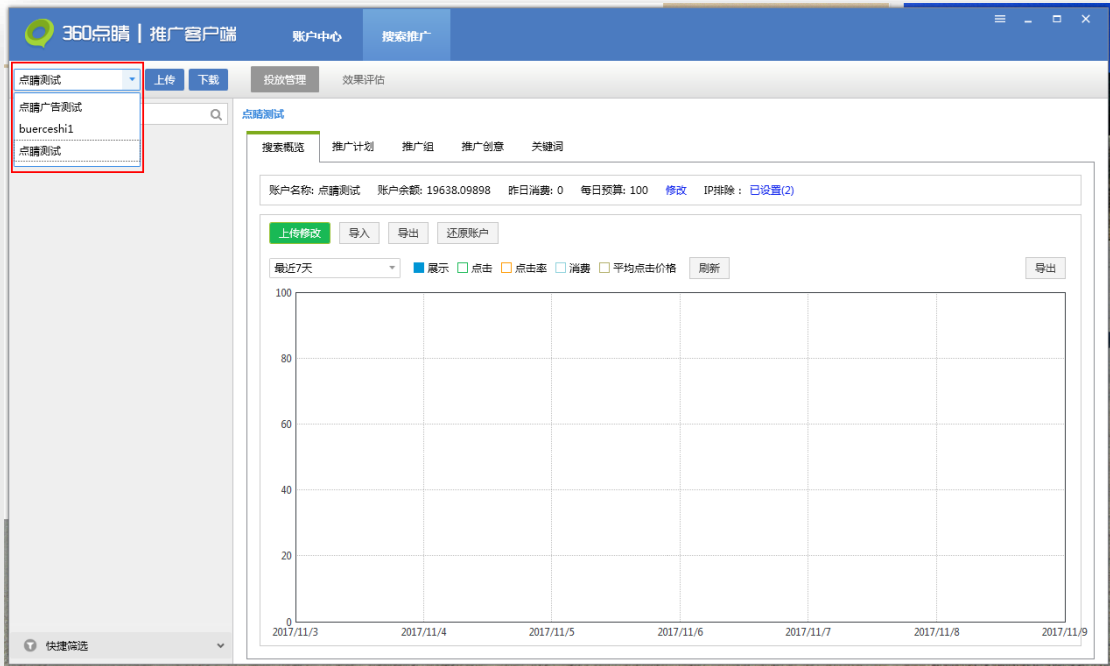 360点睛 | 推广客户端
账户中心
搜索推广
点睛测试
上传
下载
投放管理
效果评估
点睛广告测试
buerceshi1
点睛测试
点睛测试
搜索概览
推广计划
推广组
推广创意
关键词
账户名称: 点睛测试 账户余额: 19638.09898 昨日消费: 0 每日预算: 100 修改 IP排除： 已设置(2)
上传修改
导入
导出
还原账户
最近7天
展示
点击
点击率
消费
平均点击价格
刷新
导出
100
80
60
40
20
0
2017/11/3
2017/11/4
2017/11/5
2017/11/6
2017/11/7
2017/11/8
2017/11/9
快捷筛选